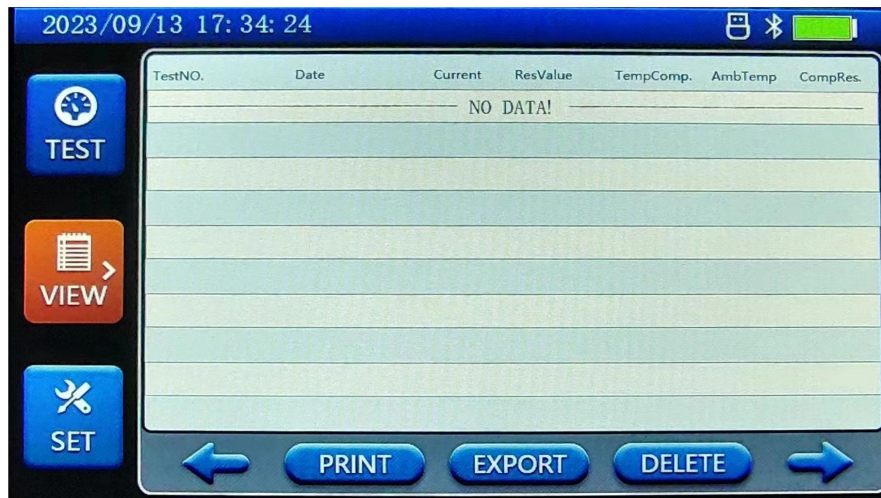 2023/09/13 17:34:24
TestNO. Date Current ResValue TempComp. AmbTemp CompRes.
NO DATA!
TEST
VIEW
SET
PRINT EXPORT DELETE